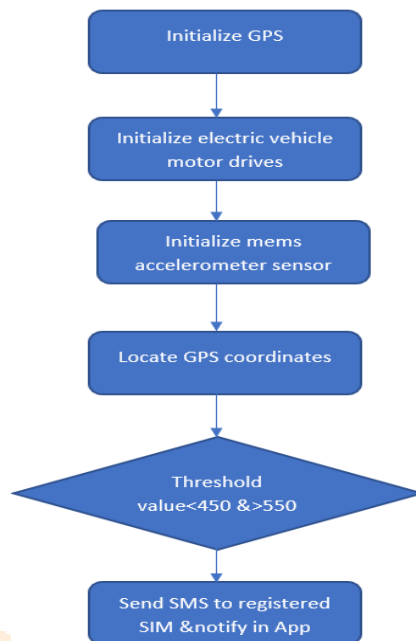 Initialize GPS
Initialize electric vehicle
motor drives
Initialize mems
accelerometer sensor
Locate GPS coordinates
Threshold
value<450 &>550
Send SMS to registered
SIM &notify in App